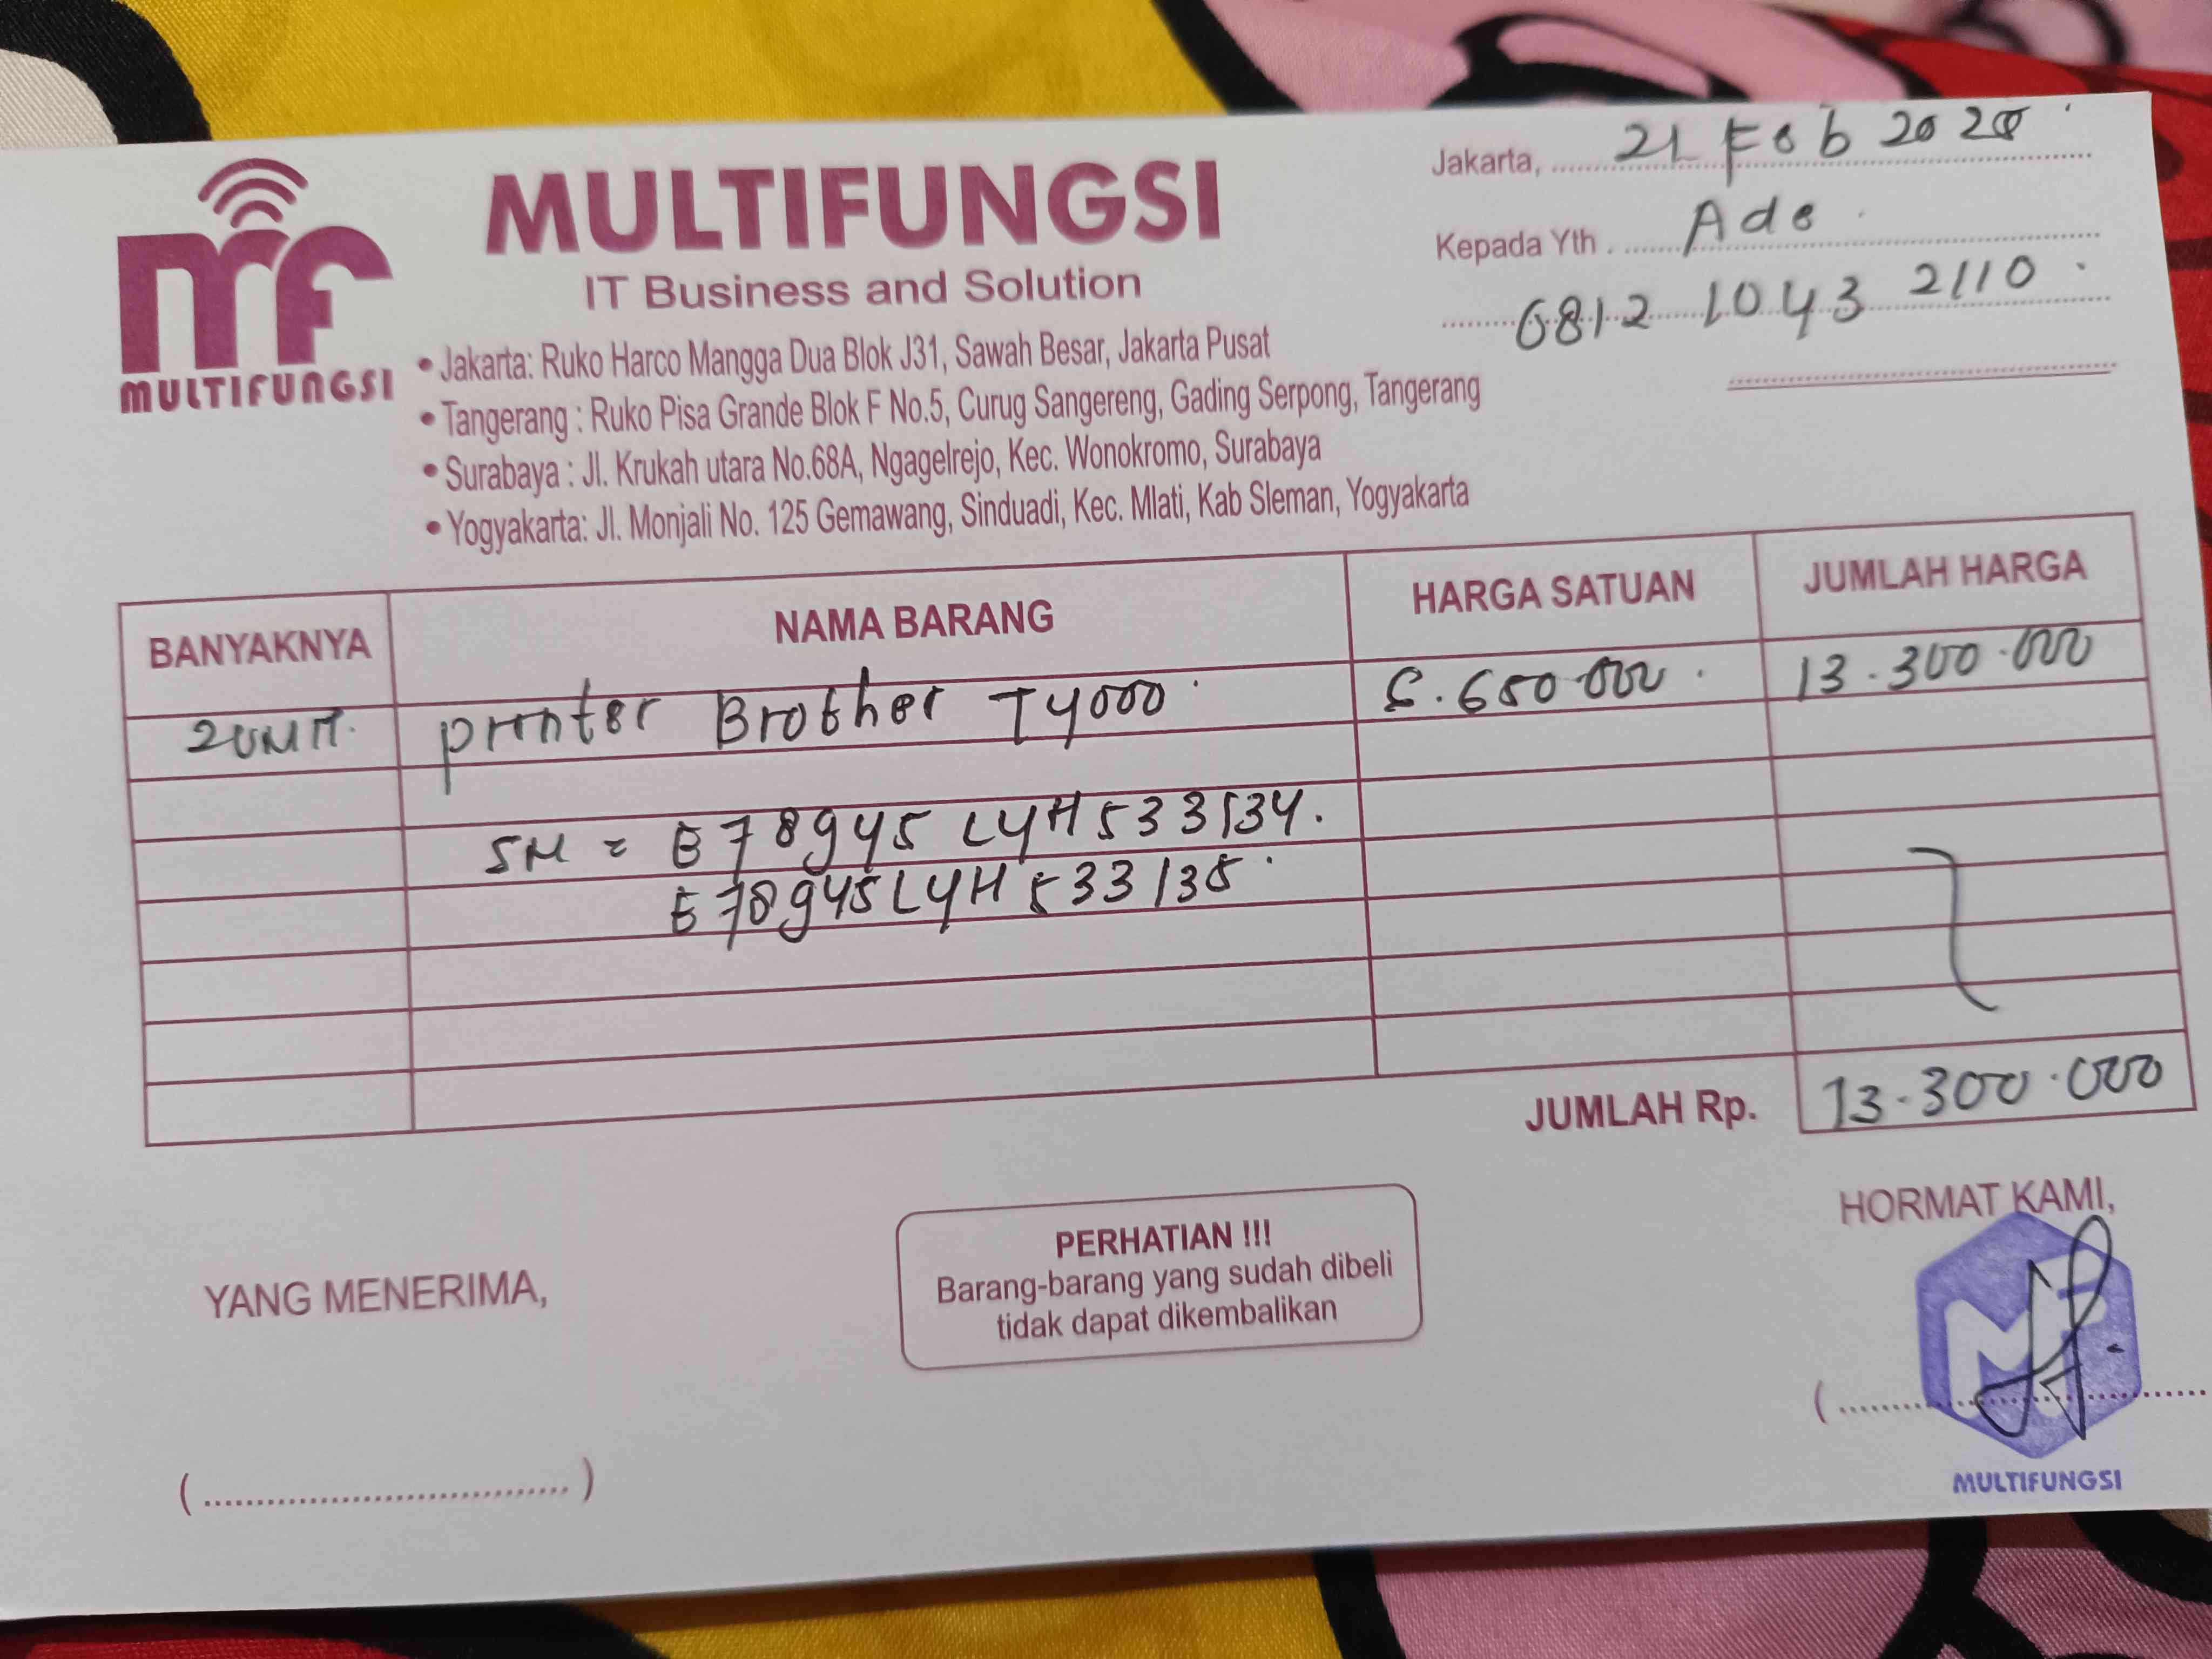 MULTIFUNGSI
MULTIFUNGSI
IT Business and Solution
• Jakarta: Ruko Harco Mangga Dua Blok J31, Sawah Besar, Jakarta Pusat
• Tangerang : Ruko Pisa Grande Blok F No.5, Curug Sangereng, Gading Serpong, Tangerang
• Surabaya : Jl. Krukah utara No.68A, Ngagelrejo, Kec. Wonokromo, Surabaya
• Yogyakarta: Jl. Monjali No. 125 Gemawang, Sinduadi, Kec. Mlati, Kab Sleman, Yogyakarta
Jakarta, 21 Feb
Kepada Yth . Ade
0812 1043 2110
BANYAKNYA NAMA BARANG HARGA SATUAN JUMLAH HARGA
2 UNIT. Printer Brother T4000 6.650.000 13.300.000
SN = E78945L4H533134.
E78945L4H533135
JUMLAH Rp. 13.300.000
YANG MENERIMA,
PERHATIAN !!!
Barang-barang yang sudah dibeli
tidak dapat dikembalikan
HORMAT KAMI,
MULTIFUNGSI